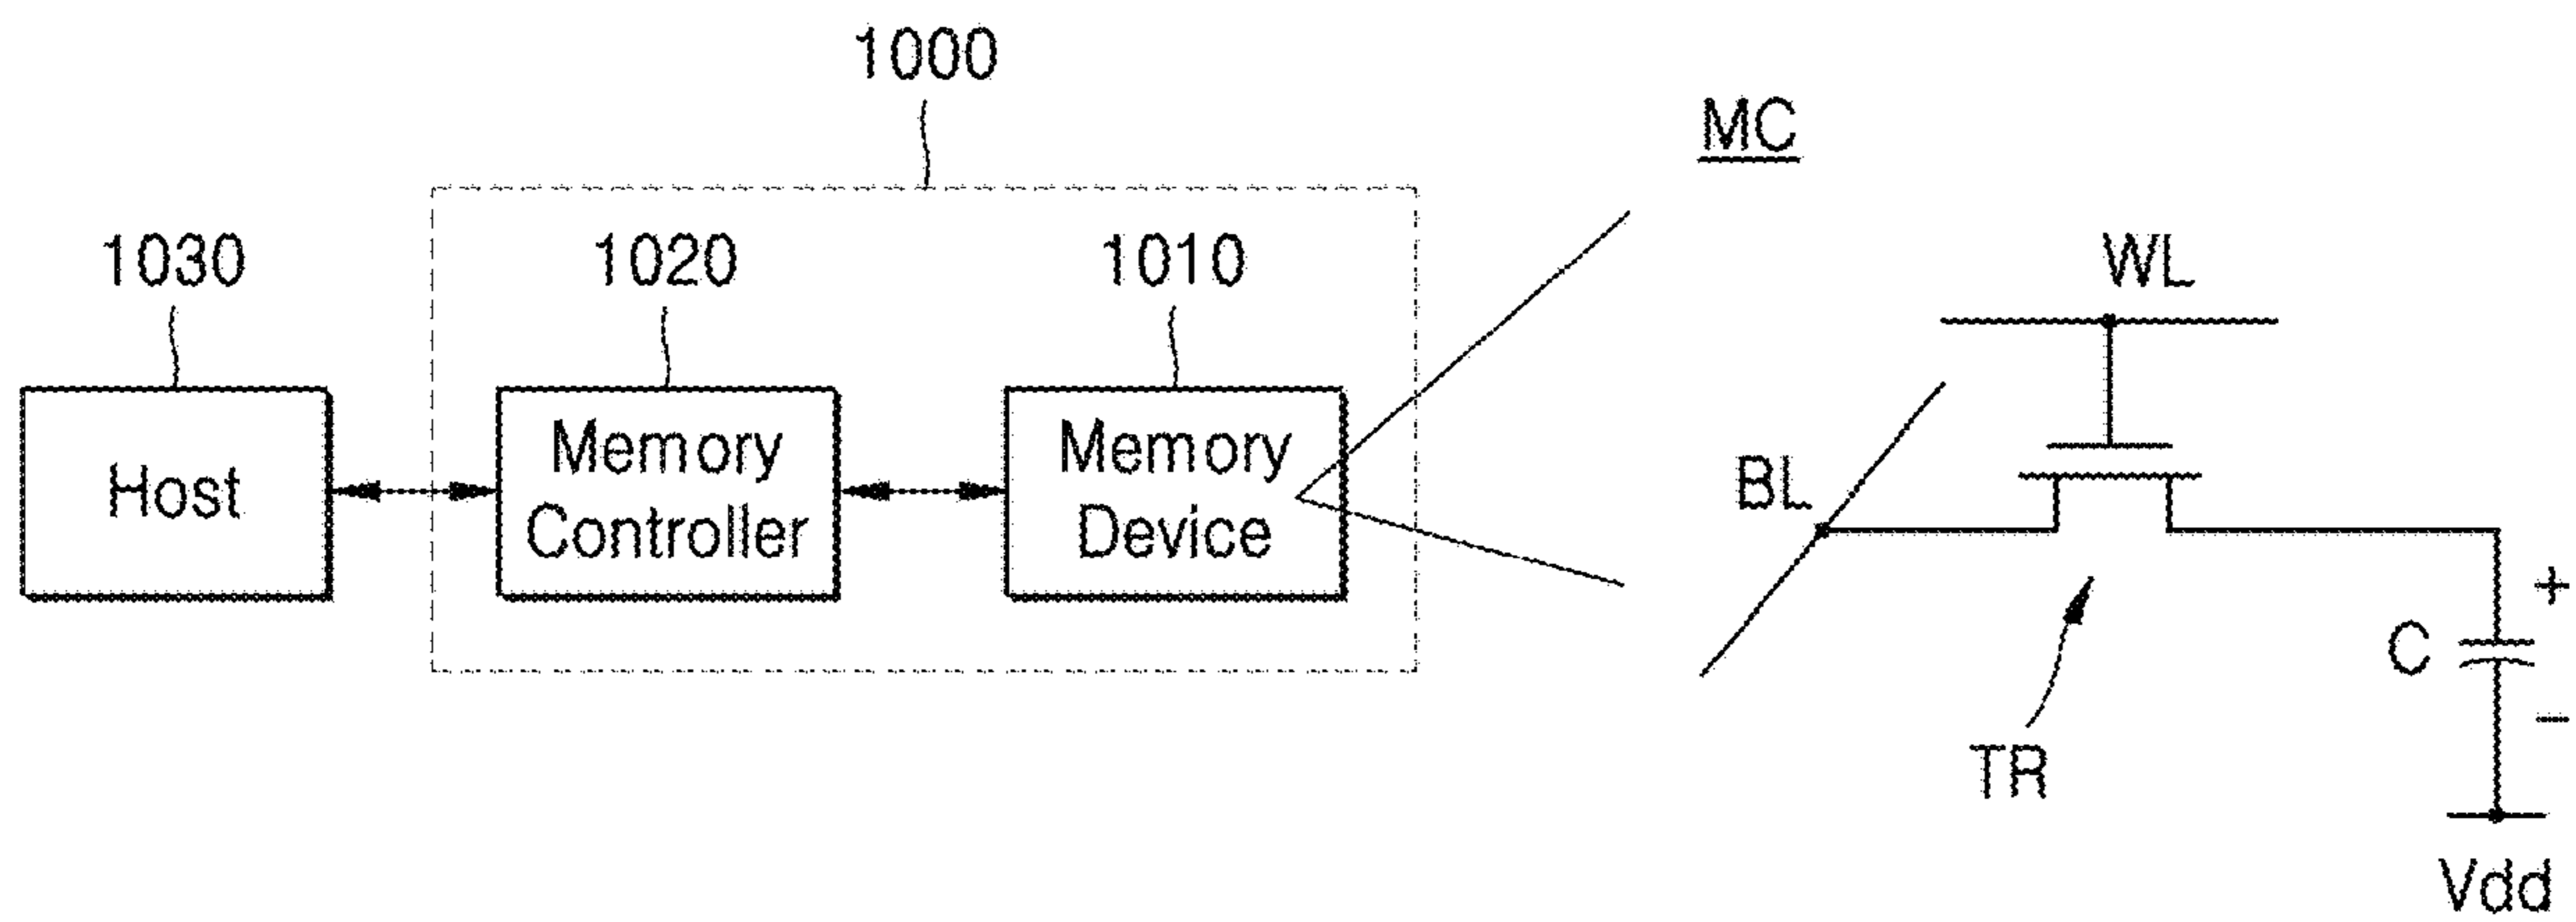 1000
MC
1030
1020
1010
WL
Host
Memory
Controller
Memory
Device
BL
+
C
−
TR
Vdd